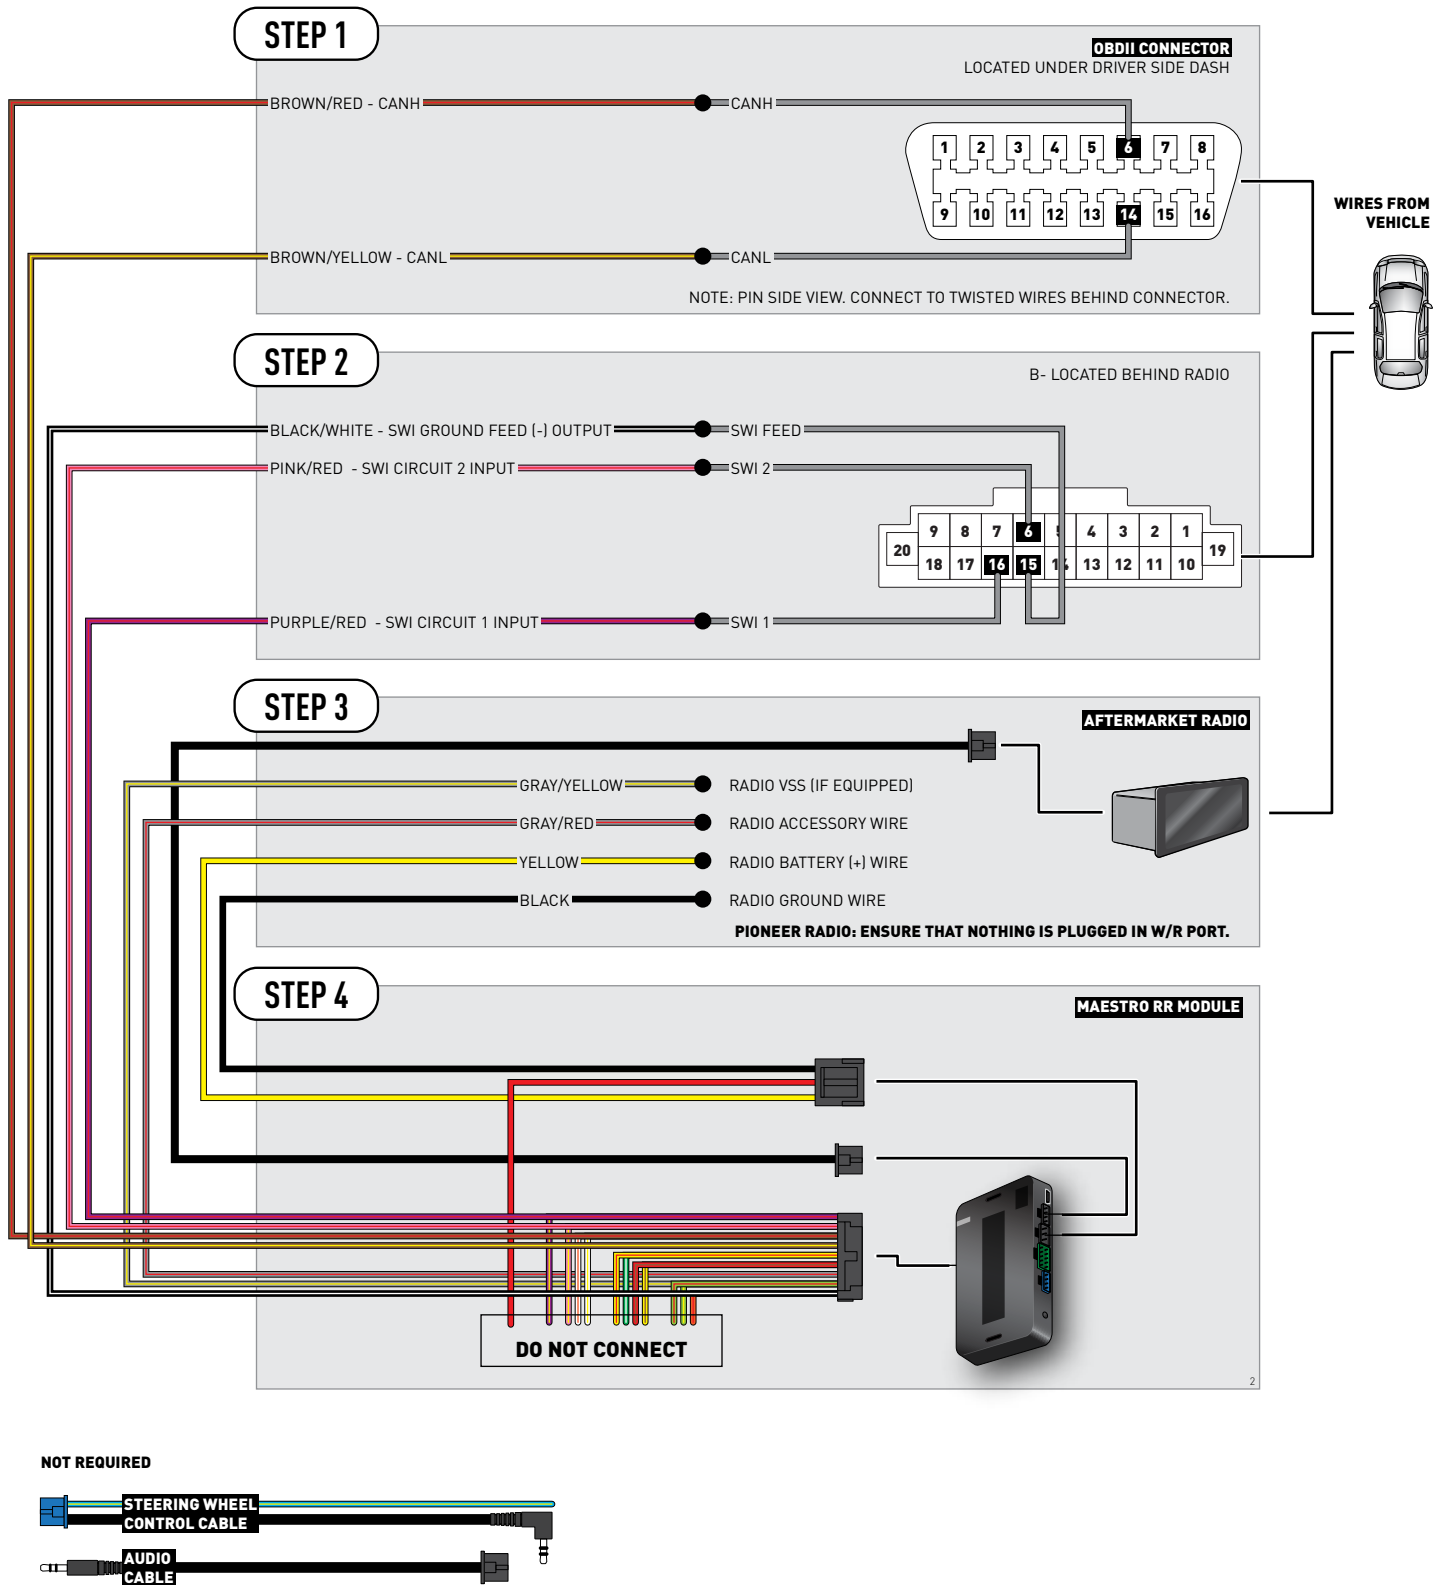 STEP 1
OBDII CONNECTOR
LOCATED UNDER DRIVER SIDE DASH
BROWN/RED - CANH
CANH
1 2 3 4 5 6 7 8
9 10 11 12 13 14 15 16
WIRES FROM
VEHICLE
BROWN/YELLOW - CANL
CANL
NOTE: PIN SIDE VIEW. CONNECT TO TWISTED WIRES BEHIND CONNECTOR.
STEP 2
B- LOCATED BEHIND RADIO
BLACK/WHITE - SWI GROUND FEED (-) OUTPUT
SWI FEED
PINK/RED - SWI CIRCUIT 2 INPUT
SWI 2
9 8 7 6 5 4 3 2 1
20 19
18 17 16 15 14 13 12 11 10
PURPLE/RED - SWI CIRCUIT 1 INPUT
SWI 1
STEP 3
AFTERMARKET RADIO
GRAY/YELLOW
RADIO VSS (IF EQUIPPED)
GRAY/RED
RADIO ACCESSORY WIRE
YELLOW
RADIO BATTERY (+) WIRE
BLACK
RADIO GROUND WIRE
PIONEER RADIO: ENSURE THAT NOTHING IS PLUGGED IN W/R PORT.
STEP 4
MAESTRO RR MODULE
DO NOT CONNECT
2
NOT REQUIRED
STEERING WHEEL
CONTROL CABLE
AUDIO
CABLE